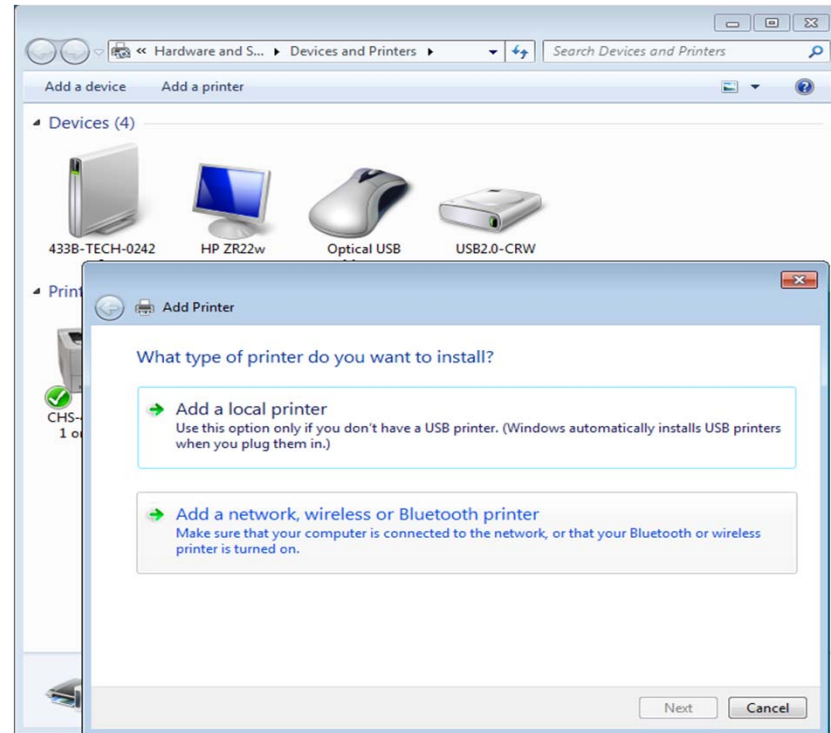 « Hardware and S... ▸ Devices and Printers ▸
Search Devices and Printers
Add a device Add a printer
Devices (4)
433B-TECH-0242 HP ZR22w Optical USB USB2.0-CRW
Print
CHS-
1 o
Add Printer
What type of printer do you want to install?
Add a local printer
Use this option only if you don't have a USB printer. (Windows automatically installs USB printers
when you plug them in.)
Add a network, wireless or Bluetooth printer
Make sure that your computer is connected to the network, or that your Bluetooth or wireless
printer is turned on.
Next Cancel